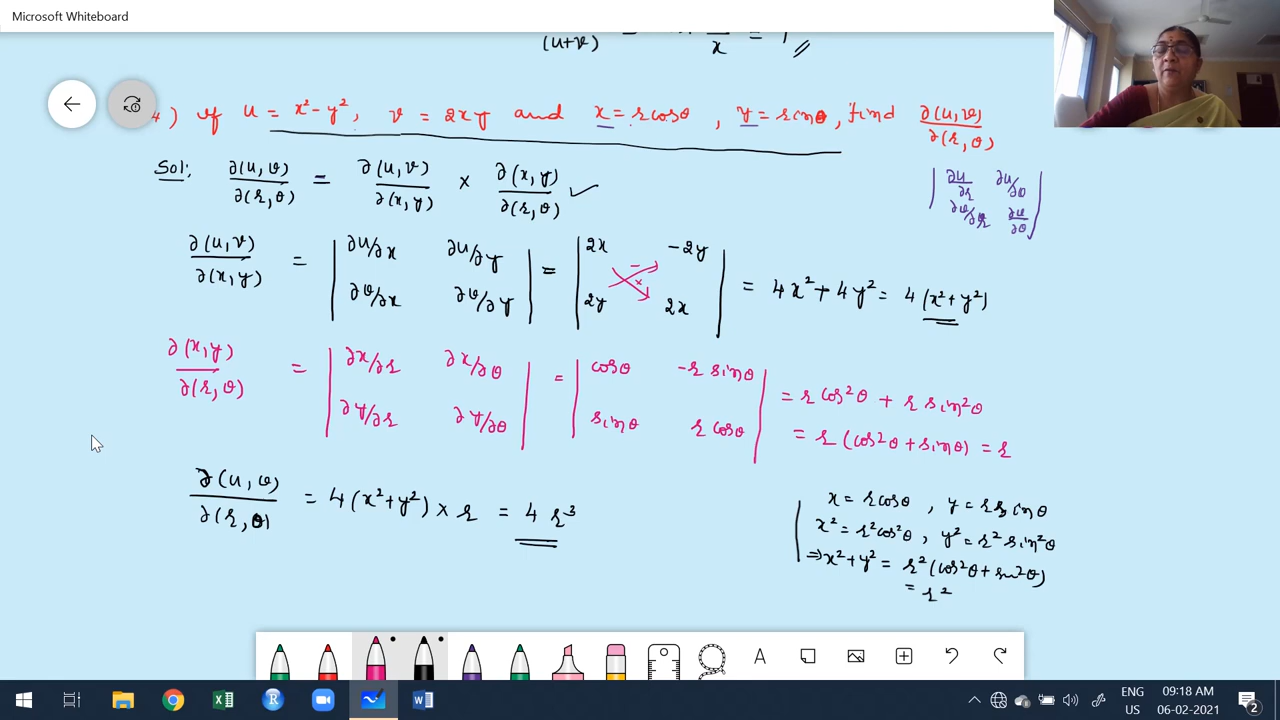 Microsoft Whiteboard
(u+v) = x =
4) If u = x² - y², v = 2xy and x = r cosθ, y = r sinθ, find ∂(u,v)/∂(r,θ)
Sol: ∂(u,v)/∂(r,θ) = ∂(u,v)/∂(x,y) × ∂(x,y)/∂(r,θ) ✓
| ∂u/∂r ∂u/∂θ |
| ∂v/∂r ∂u/∂θ |
∂(u,v)/∂(x,y) = | ∂u/∂x ∂u/∂y | = | 2x -2y | = 4x² + 4y² = 4(x²+y²)
| ∂v/∂x ∂v/∂y | | 2y 2x |
- +
∂(x,y)/∂(r,θ) = | ∂x/∂r ∂x/∂θ | = | cosθ -r sinθ | = r cos²θ + r sin²θ
| ∂y/∂r ∂y/∂θ | | sinθ r cosθ | = r (cos²θ + sinθ) = r
∂(u,v)/∂(r,θ) = 4(x²+y²) × r = 4 r³
x = r cosθ, y = r sinθ
x² = r² cos²θ, y² = r² sin²θ
⇒ x² + y² = r² (cos²θ + sin²θ)
= r²
A
ENG
US
09:18 AM
06-02-2021
2